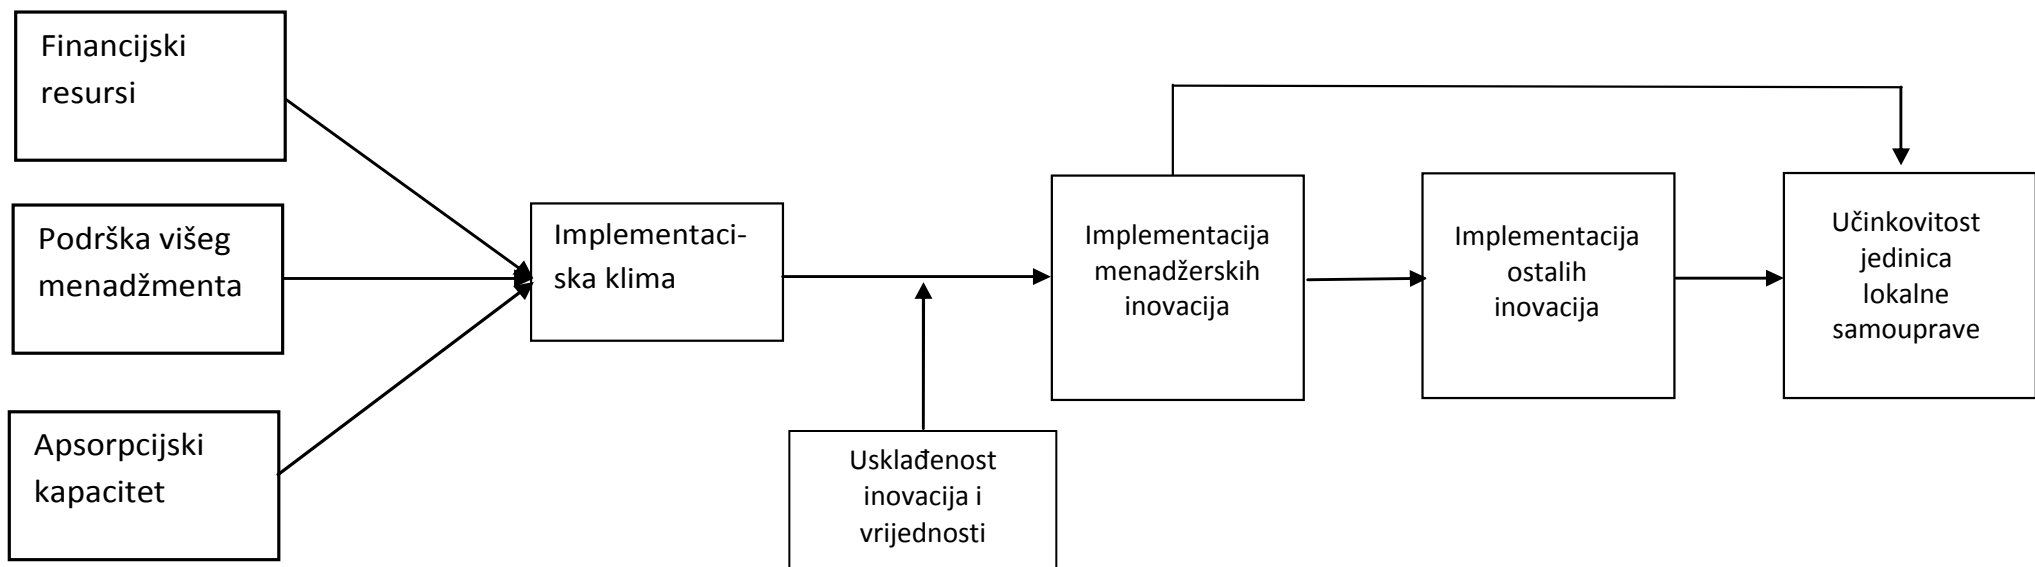 Financijski
resursi
Podrška višeg
menadžmenta
Apsorpcijski
kapacitet
Implementaci-
ska klima
Usklađenost
inovacija i
vrijednosti
Implementacija
menadžerskih
inovacija
Implementacija
ostalih
inovacija
Učinkovitost
jedinica
lokalne
samouprave